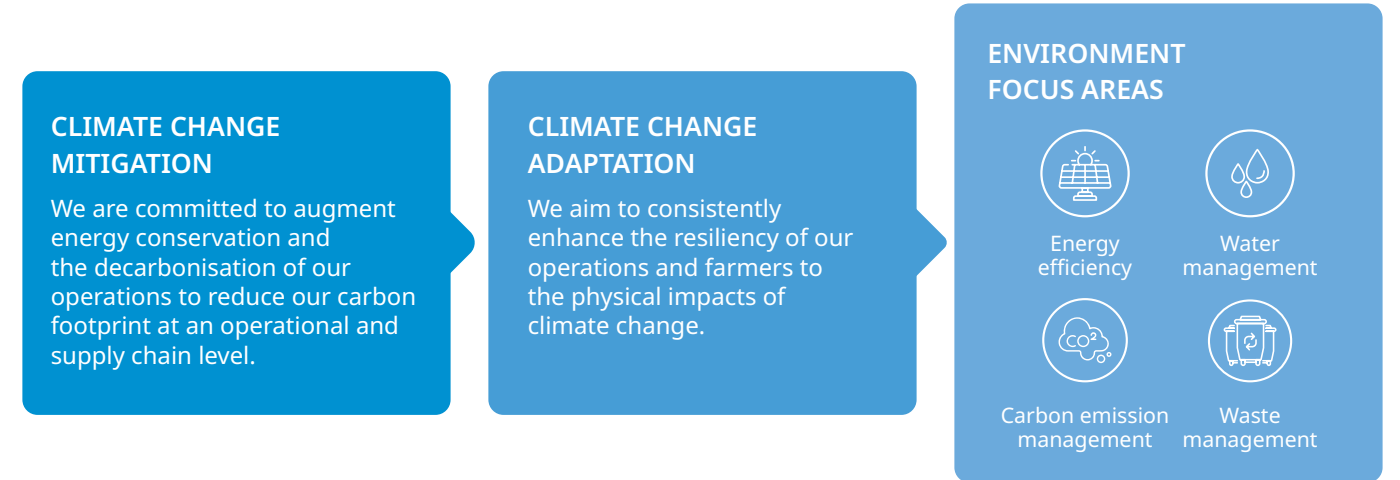 CLIMATE CHANGE
MITIGATION
We are committed to augment
energy conservation and
the decarbonisation of our
operations to reduce our carbon
footprint at an operational and
supply chain level.
CLIMATE CHANGE
ADAPTATION
We aim to consistently
enhance the resiliency of our
operations and farmers to
the physical impacts of
climate change.
ENVIRONMENT
FOCUS AREAS
Energy
efficiency
Water
management
CO²
Carbon emission
management
Waste
management